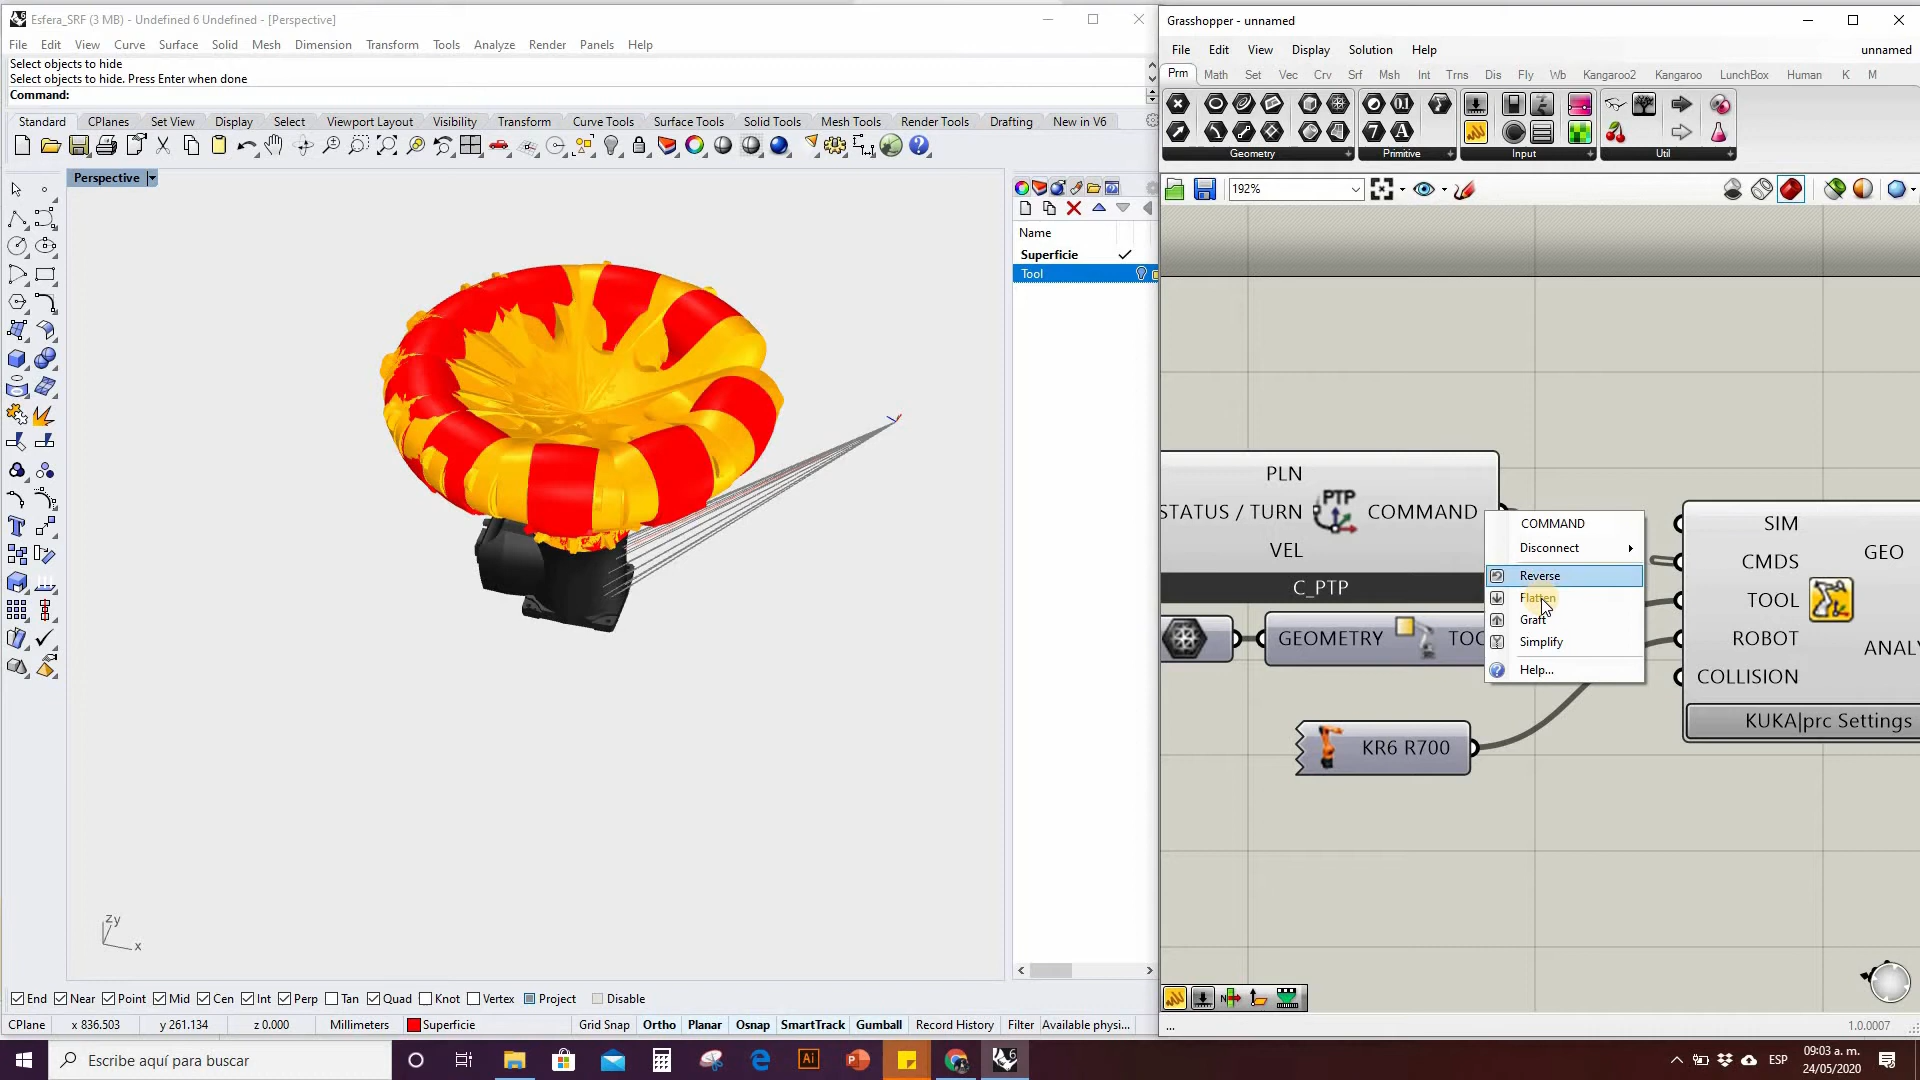 Esfera_SRF (3 MB) - Undefined 6 Undefined - [Perspective]
File Edit View Curve Surface Solid Mesh Dimension Transform Tools Analyze Render Panels Help
Select objects to hide
Select objects to hide. Press Enter when done
Command:
Standard CPlanes Set View Display Select Viewport Layout Visibility Transform Curve Tools Surface Tools Solid Tools Mesh Tools Render Tools Drafting New in V6
Perspective
Name
Superficie
Tool
zy
x
End Near Point Mid Cen Int Perp Tan Quad Knot Vertex Project Disable
CPlane x 836.503 y 261.134 z 0.000 Millimeters Superficie Grid Snap Ortho Planar Osnap SmartTrack Gumball Record History Filter Available physi...
Grasshopper - unnamed
File Edit View Display Solution Help unnamed
Prm Math Set Vec Crv Srf Msh Int Trns Dis Fly Wb Kangaroo2 Kangaroo LunchBox Human K M
Geometry Primitive Input Util
192%
PLN
STATUS / TURN
VEL
PTP
COMMAND
C_PTP
GEOMETRY
KR6 R700
COMMAND
Disconnect
Reverse
Flatten
Graft
Simplify
Help...
SIM
CMDS
TOOL
ROBOT
COLLISION
GEO
KUKA|prc Settings
...
1.0.0007
Escribe aquí para buscar
ESP
09:03 a. m.
24/05/2020